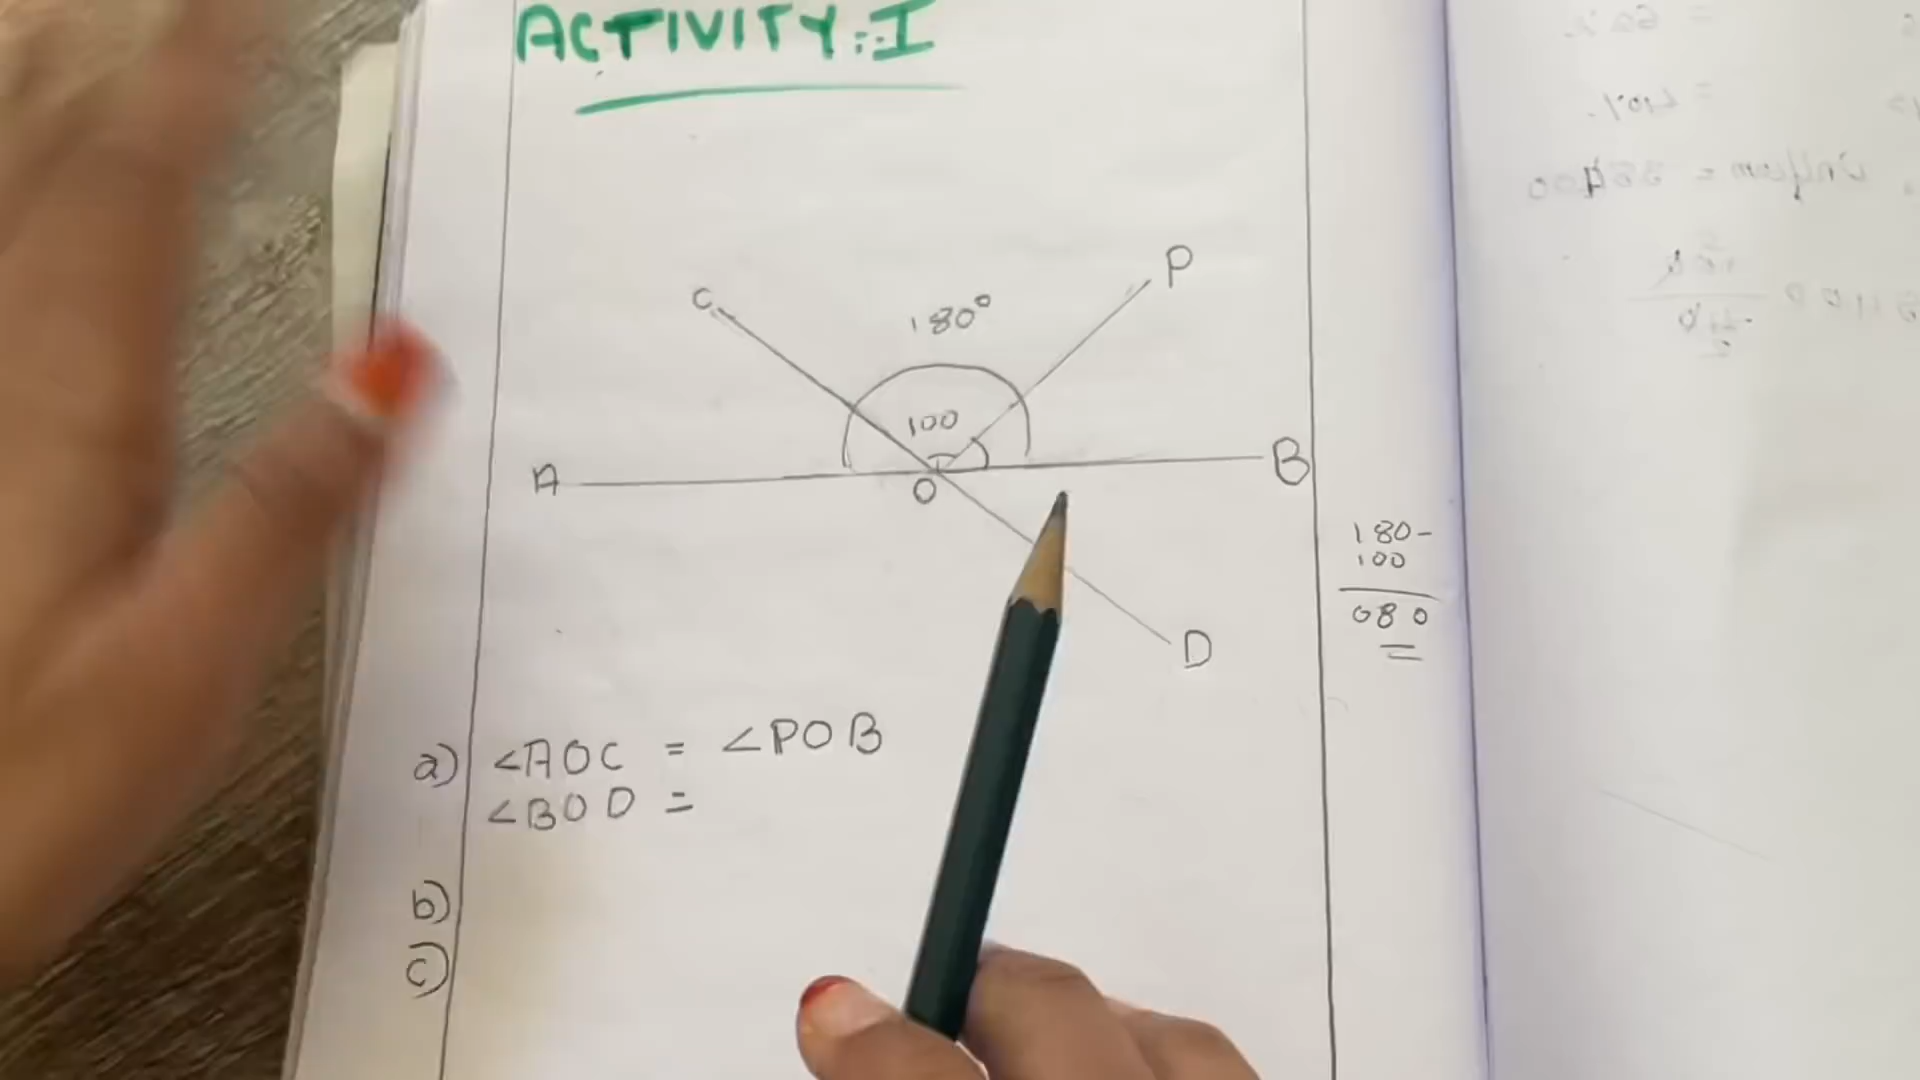 ACTIVITY:-I
P
C
180°
100
A
B
O
180-
100
080
D
a) ∠AOC = ∠POB
∠BOD =
b)
c)